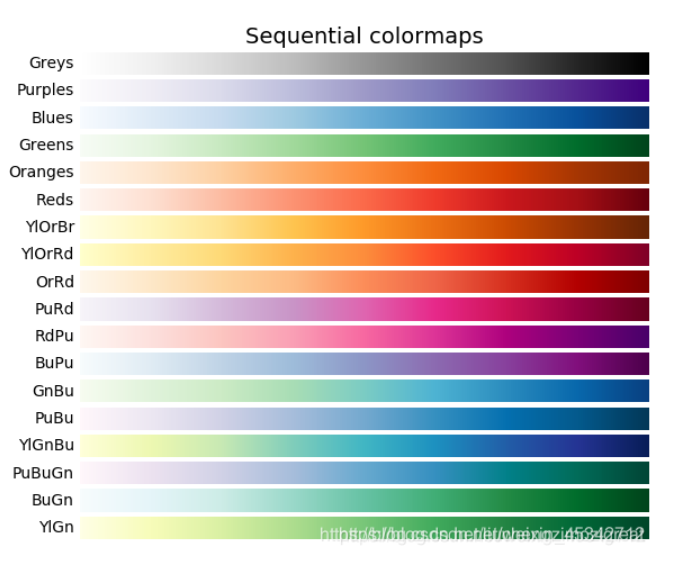 Sequential colormaps
Greys
Purples
Blues
Greens
Oranges
Reds
YlOrBr
YlOrRd
OrRd
PuRd
RdPu
BuPu
GnBu
PuBu
YlGnBu
PuBuGn
BuGn
YlGn